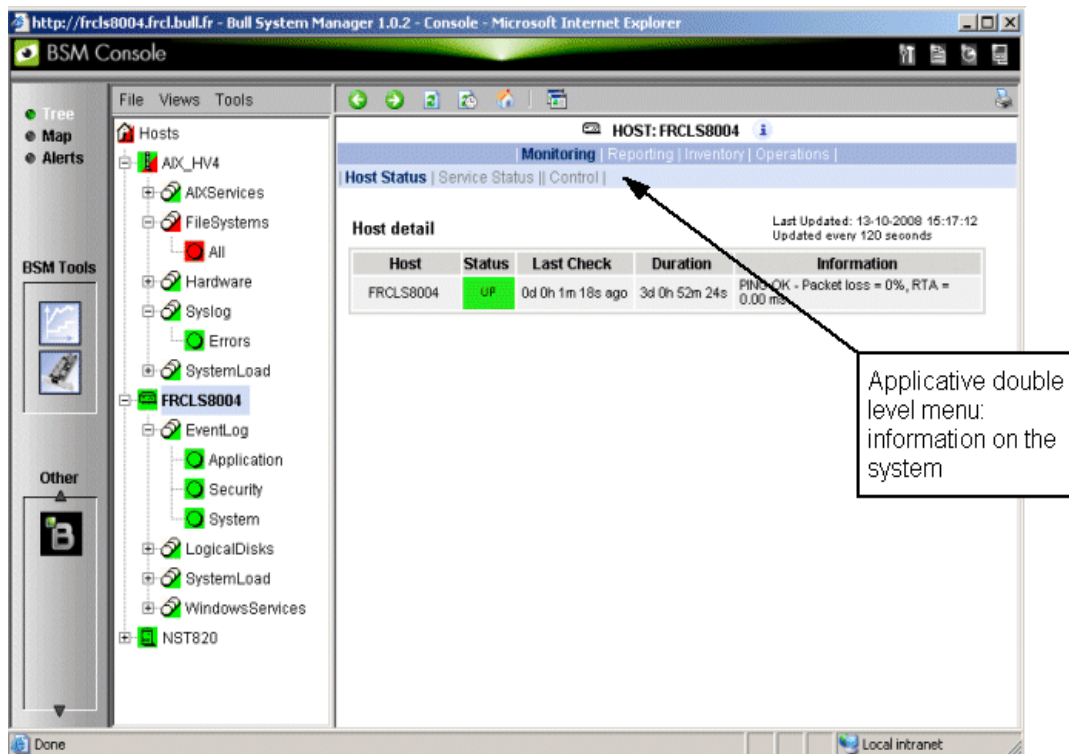 http://frcls8004.frcl.bull.fr - Bull System Manager 1.0.2 - Console - Microsoft Internet Explorer
BSM Console
Tree
Map
Alerts
BSM Tools
Other
B
File Views Tools
Hosts
AIX_HV4
AIXServices
FileSystems
All
Hardware
Syslog
Errors
SystemLoad
FRCLS8004
EventLog
Application
Security
System
LogicalDisks
SystemLoad
WindowsServices
NST820
HOST: FRCLS8004 i
| Monitoring | Reporting | Inventory | Operations |
| Host Status | Service Status || Control |
Host detail
Last Updated: 13-10-2008 15:17:12
Updated every 120 seconds
Host Status Last Check Duration Information
FRCLS8004 UP 0d 0h 1m 18s ago 3d 0h 52m 24s PING OK - Packet loss = 0%, RTA =
0.00 ms
Applicative double
level menu:
information on the
system
Done
Local intranet